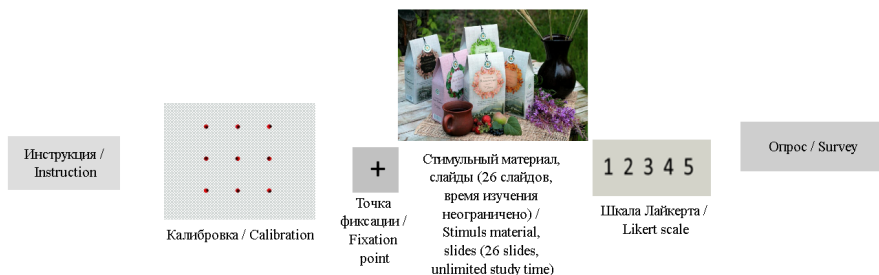 Инструкция /
Instruction
Калибровка / Calibration
+
Точка
фиксации /
Fixation
point
Стимульный материал,
слайды (26 слайдов,
время изучения
неограничено) /
Stimuls material,
slides (26 slides,
unlimited study time)
1 2 3 4 5
Шкала Лайкерта /
Likert scale
Опрос / Survey